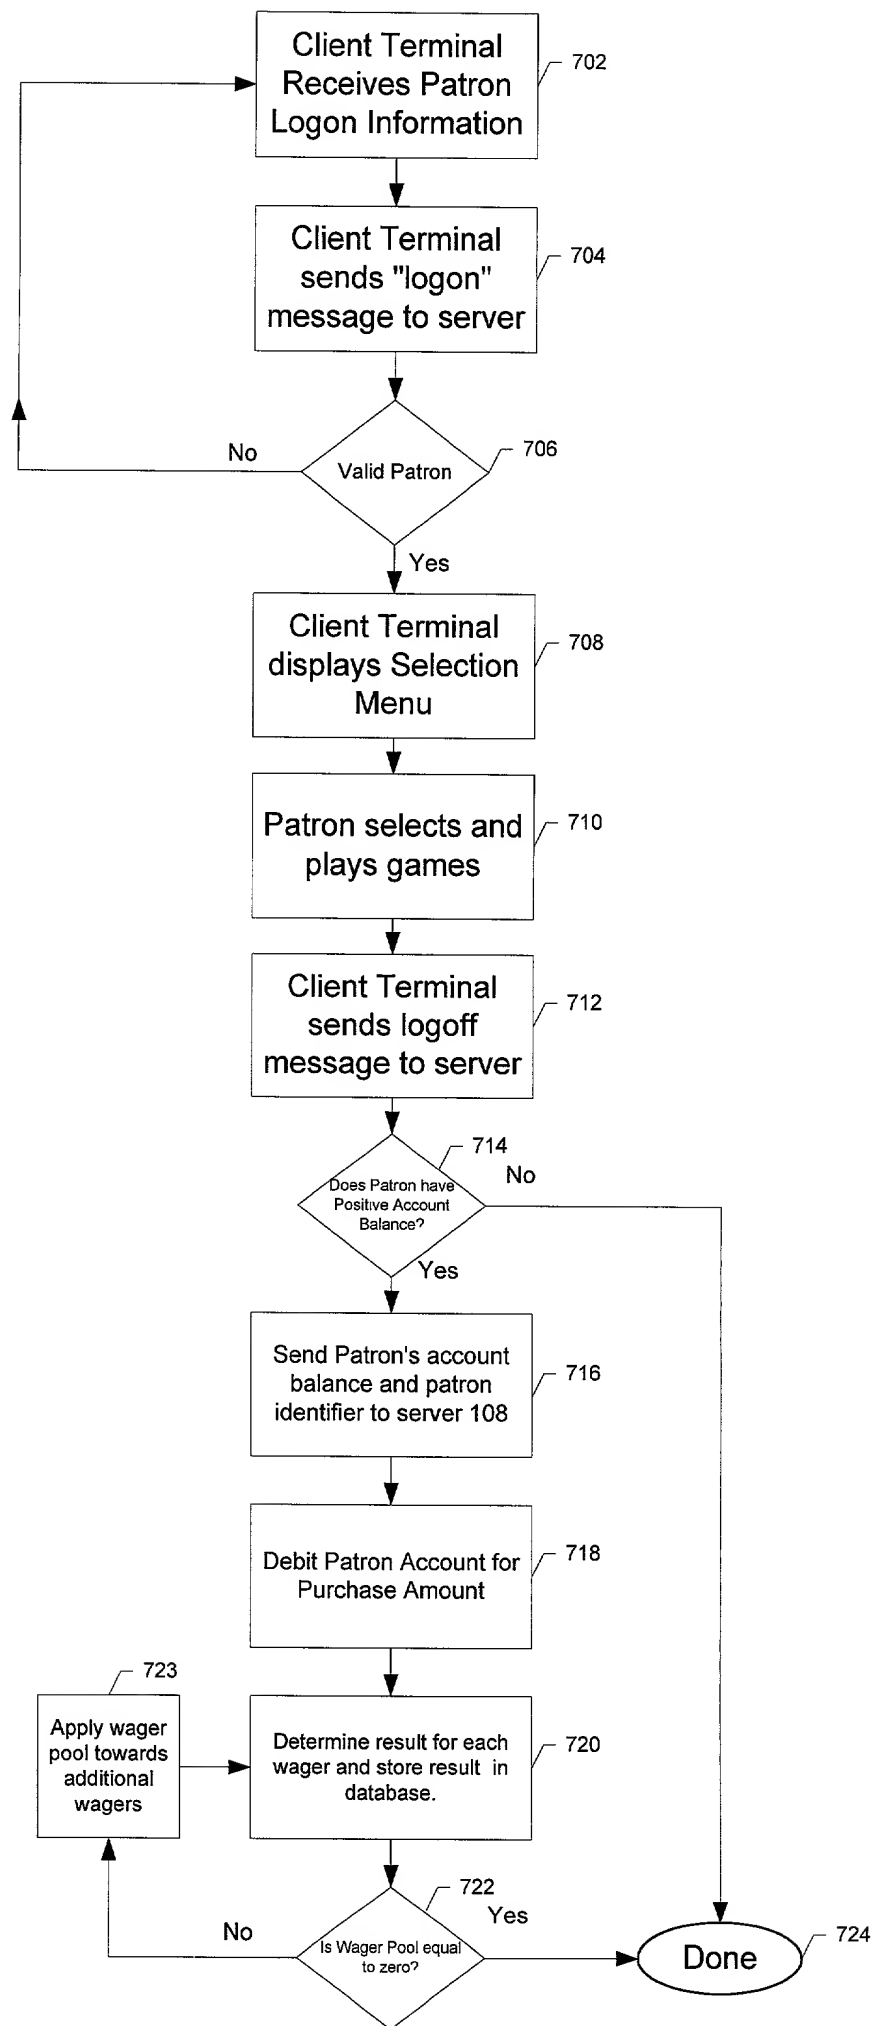 Client Terminal
Receives Patron
Logon Information
702
Client Terminal
sends "logon"
message to server
704
Valid Patron
706
No
Yes
Client Terminal
displays Selection
Menu
708
Patron selects and
plays games
710
Client Terminal
sends logoff
message to server
712
714
Does Patron have
Positive Account
Balance?
No
Yes
Send Patron's account
balance and patron
identifier to server 108
716
Debit Patron Account for
Purchase Amount
718
723
Apply wager
pool towards
additional
wagers
Determine result for each
wager and store result in
database.
720
722
Is Wager Pool equal
to zero?
No
Yes
Done
724